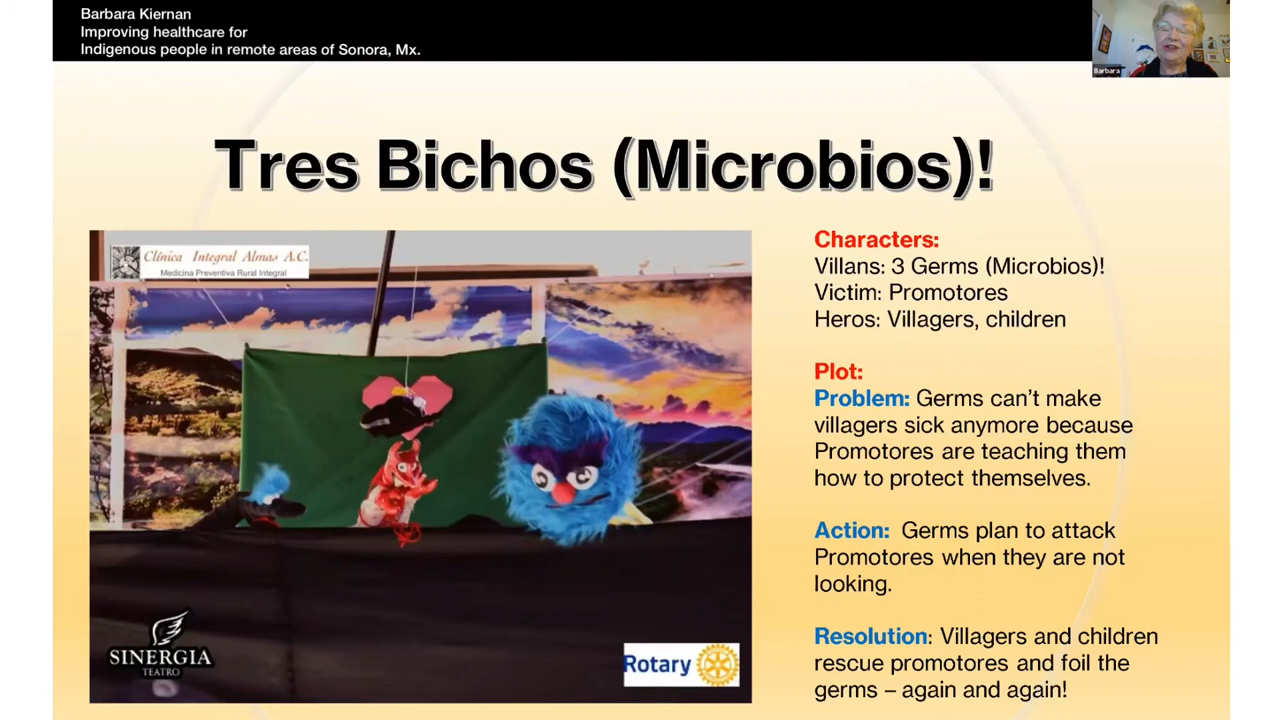 Barbara Kiernan
Improving healthcare for
Indigenous people in remote areas of Sonora, Mx.
Barbara
Tres Bichos (Microbios)!
Clínica Integral Almas A.C.
Medicina Preventiva Rural Integral
SINERGIA
TEATRO
Rotary
Characters:
Villans: 3 Germs (Microbios)!
Victim: Promotores
Heros: Villagers, children
Plot:
Problem: Germs can’t make
villagers sick anymore because
Promotores are teaching them
how to protect themselves.
Action: Germs plan to attack
Promotores when they are not
looking.
Resolution: Villagers and children
rescue promotores and foil the
germs – again and again!